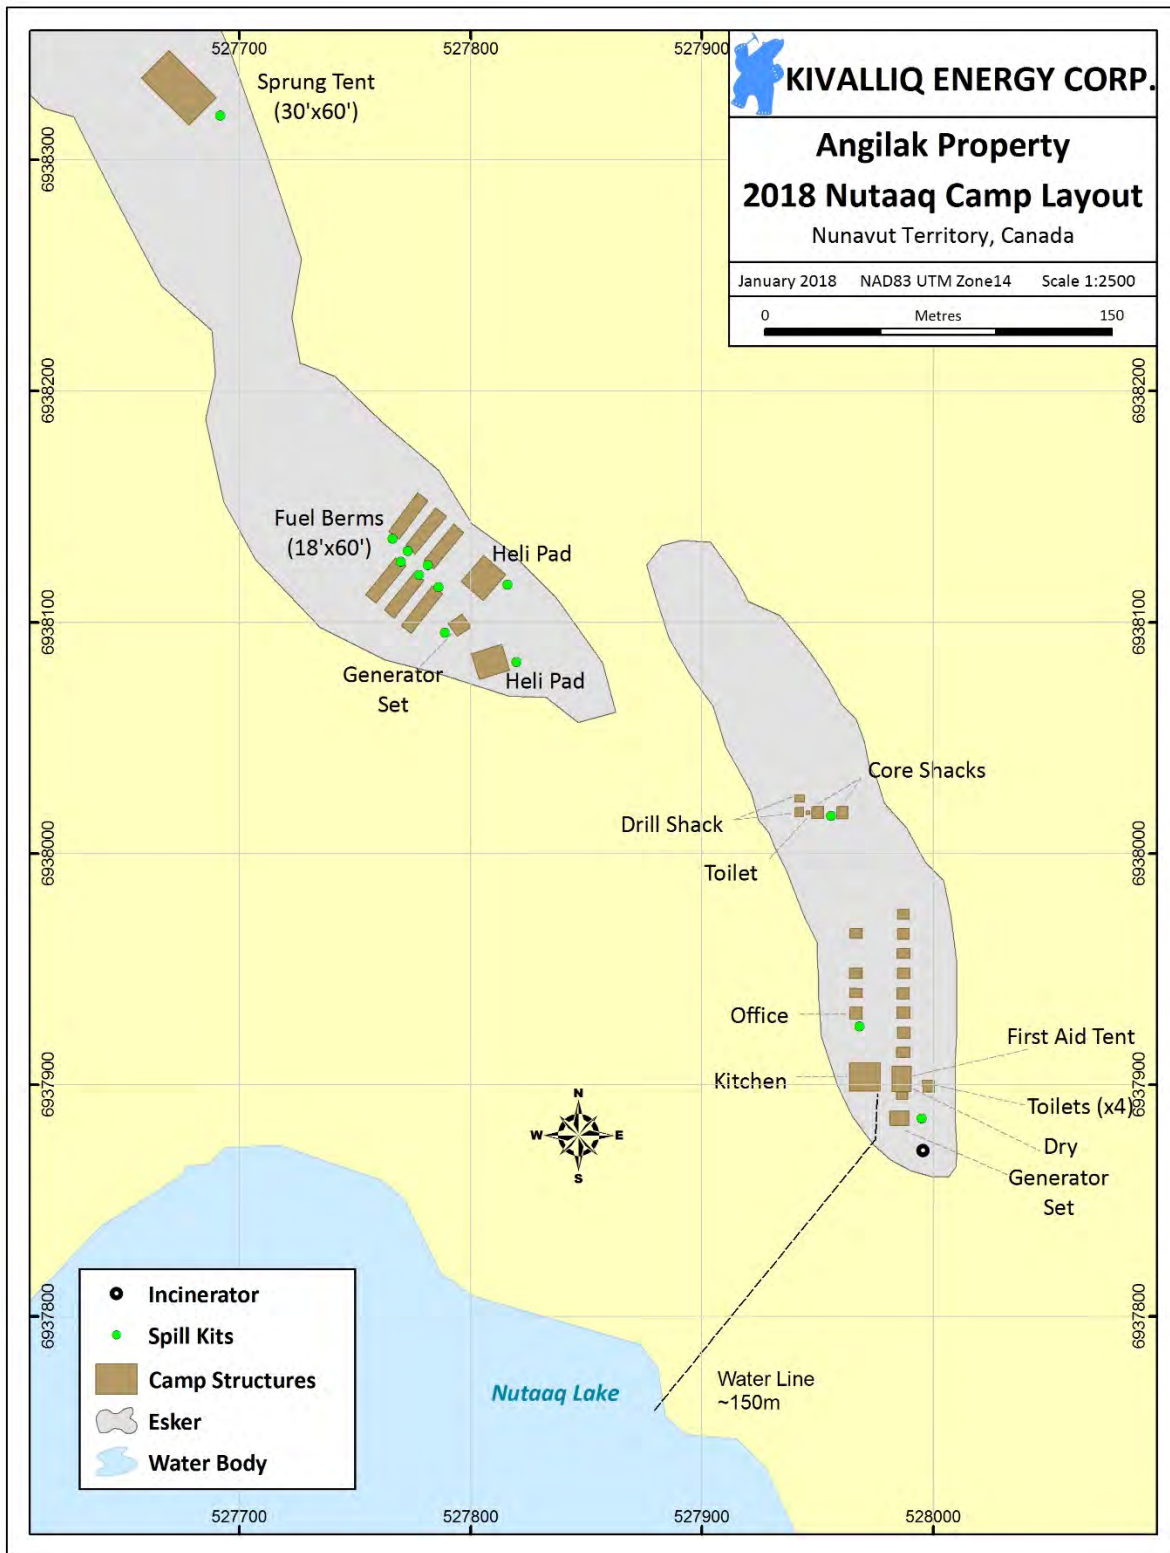 527700
527800
527900
KIVALLIQ ENERGY CORP.
Angilak Property
2018 Nutaaq Camp Layout
Nunavut Territory, Canada
January 2018 NAD83 UTM Zone14 Scale 1:2500
0 Metres 150
Sprung Tent
(30'x60')
6938300
6938200
6938200
Fuel Berms
(18'x60')
Heli Pad
6938100
6938100
Generator
Set
Heli Pad
Core Shacks
Drill Shack
Toilet
6938000
6938000
Office
First Aid Tent
Kitchen
6937900
6937900
Toilets (x4)
Dry
Generator
Set
N
W E
S
6937800
6937800
Incinerator
Spill Kits
Camp Structures
Esker
Water Body
Nutaaq Lake
Water Line
~150m
527700
527800
527900
528000